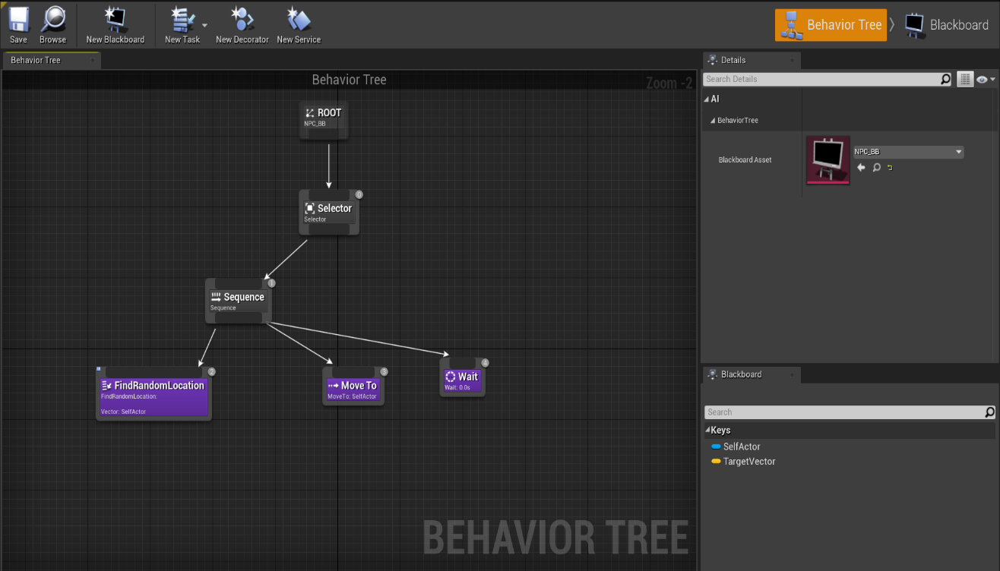 Save
Browse
New Blackboard
New Task
New Decorator
New Service
Behavior Tree
Blackboard
Behavior Tree
Details
Behavior Tree
Zoom -2
Search Details
AI
BehaviorTree
Blackboard Asset
NPC_BB
ROOT
NPC_BB
0
Selector
Selector
1
Sequence
Sequence
2
FindRandomLocation
FindRandomLocation:
Vector: SelfActor
3
Move To
MoveTo: SelfActor
4
Wait
Wait: 0.0s
Blackboard
Search
Keys
SelfActor
TargetVector
BEHAVIOR TREE